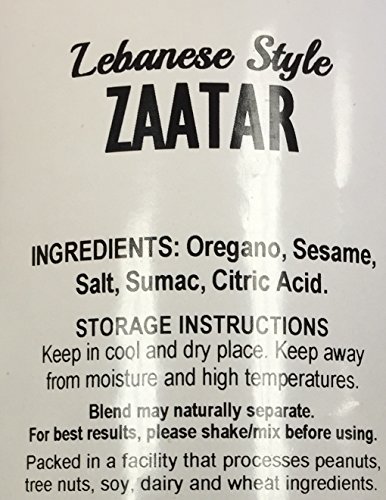 Lebanese Style
ZAATAR
INGREDIENTS: Oregano, Sesame,
Salt, Sumac, Citric Acid.
STORAGE INSTRUCTIONS
Keep in cool and dry place. Keep away
from moisture and high temperatures.
Blend may naturally separate.
For best results, please shake/mix before using.
Packed in a facility that processes peanuts,
tree nuts, soy, dairy and wheat ingredients.